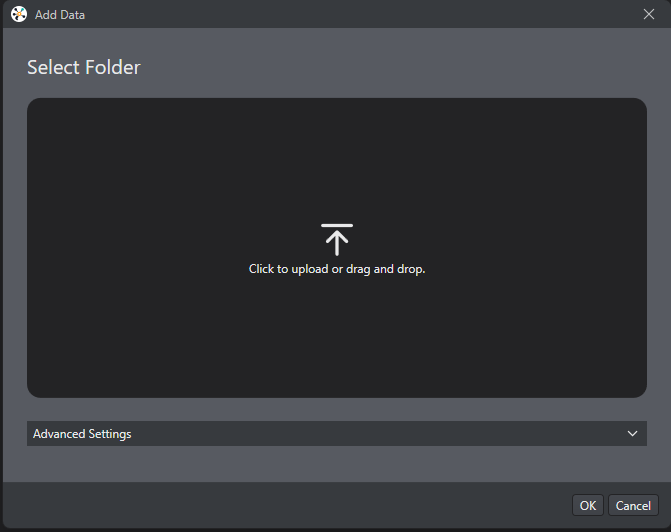 Add Data
Select Folder
Click to upload or drag and drop.
Advanced Settings
OK
Cancel